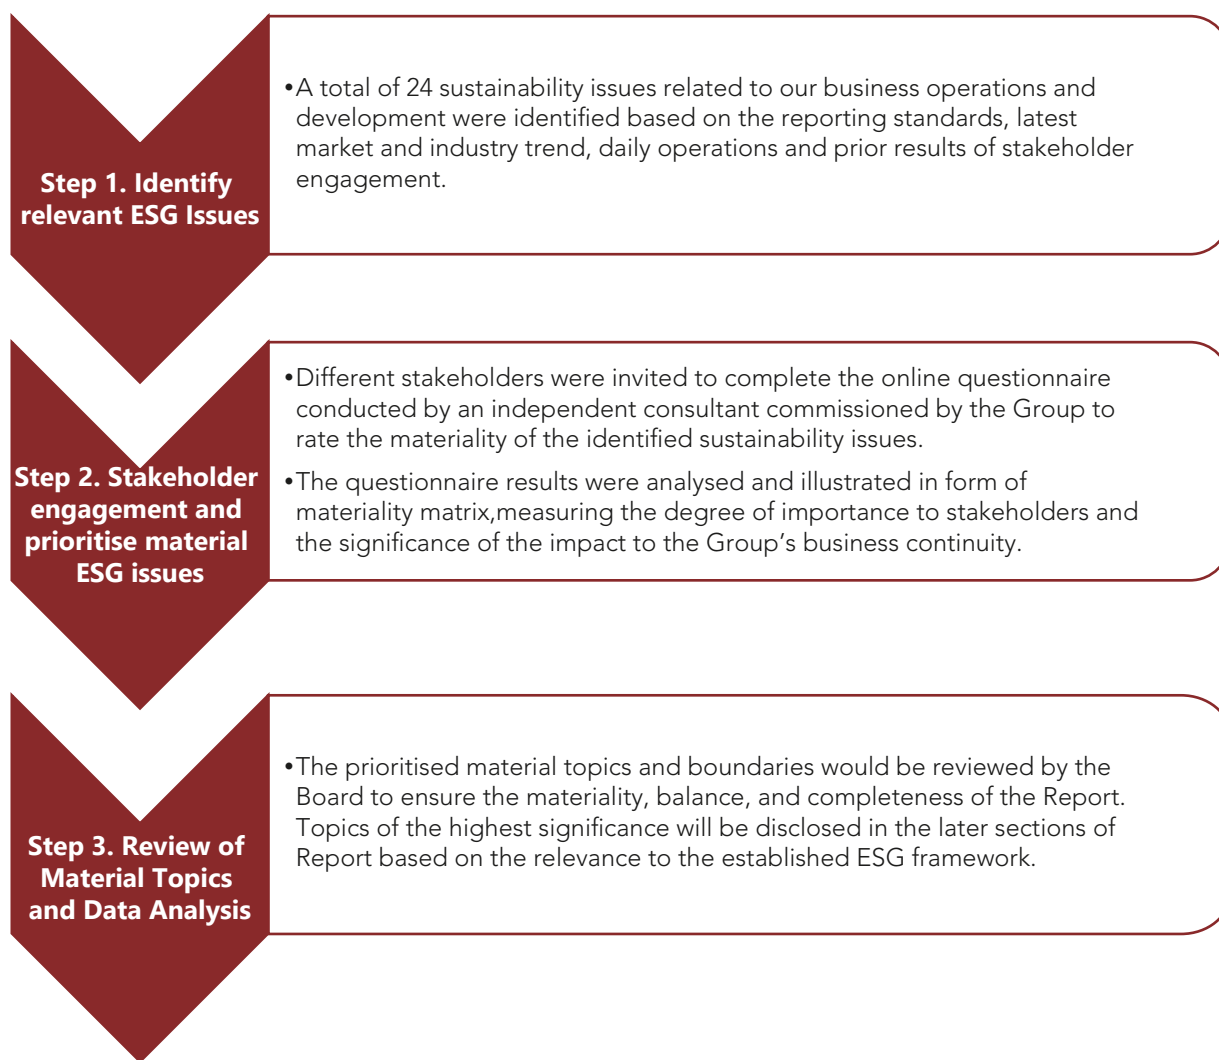 Step 1. Identify
relevant ESG Issues
•A total of 24 sustainability issues related to our business operations and
development were identified based on the reporting standards, latest
market and industry trend, daily operations and prior results of stakeholder
engagement.
Step 2. Stakeholder
engagement and
prioritise material
ESG issues
•Different stakeholders were invited to complete the online questionnaire
conducted by an independent consultant commissioned by the Group to
rate the materiality of the identified sustainability issues.
•The questionnaire results were analysed and illustrated in form of
materiality matrix,measuring the degree of importance to stakeholders and
the significance of the impact to the Group’s business continuity.
Step 3. Review of
Material Topics
and Data Analysis
•The prioritised material topics and boundaries would be reviewed by the
Board to ensure the materiality, balance, and completeness of the Report.
Topics of the highest significance will be disclosed in the later sections of
Report based on the relevance to the established ESG framework.